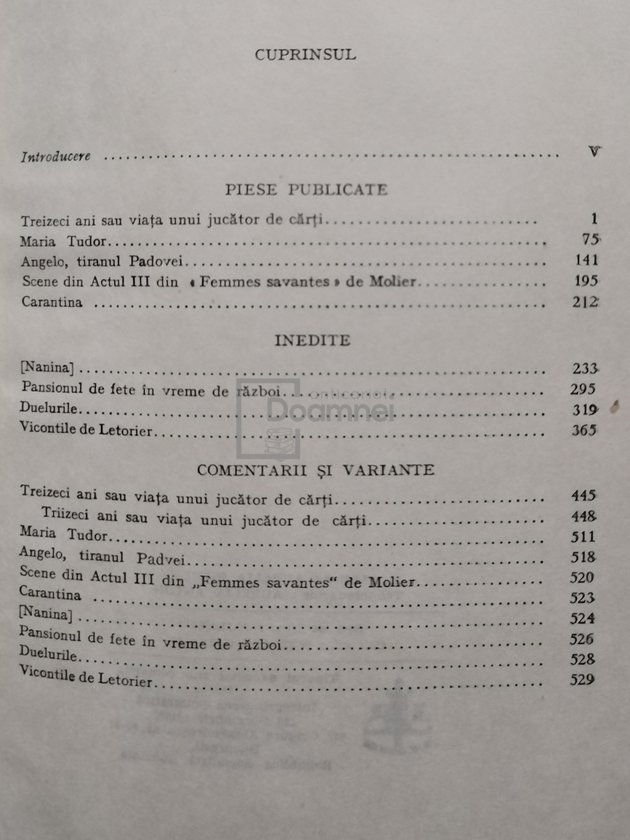 CUPRINSUL
Introducere ........ V
PIESE PUBLICATE
Treizeci ani sau viața unui jucător de cărți........ 1
Maria Tudor........ 75
Angelo, tiranul Padovei........ 141
Scene din Actul III din « Femmes savantes » de Molier........ 195
Carantina ........ 212
INEDITE
[Nanina] ........ 233
Pansionul de fete în vreme de război........ 295
Duelurile........ 319
Vicontile de Letorier........ 365
anticariat
Doamnei
COMENTARII ȘI VARIANTE
Treizeci ani sau viața unui jucător de cărți........ 445
Triizeci ani sau viața unui jucător de cărți........ 448
Maria Tudor........ 511
Angelo, tiranul Padvei........ 518
Scene din Actul III din „Femmes savantes“ de Molier........ 520
Carantina ........ 523
[Nanina] ........ 524
Pansionul de fete în vreme de război........ 526
Duelurile........ 528
Vicontile de Letorier........ 529